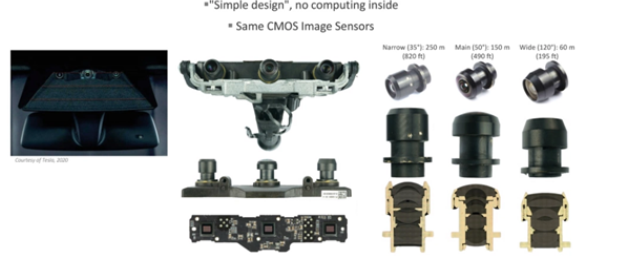 ▪"Simple design", no computing inside
▪ Same CMOS Image Sensors
Narrow (35°): 250 m
(820 ft)
Main (50°): 150 m
(490 ft)
Wide (120°): 60 m
(195 ft)
Courtesy of Tesla, 2020